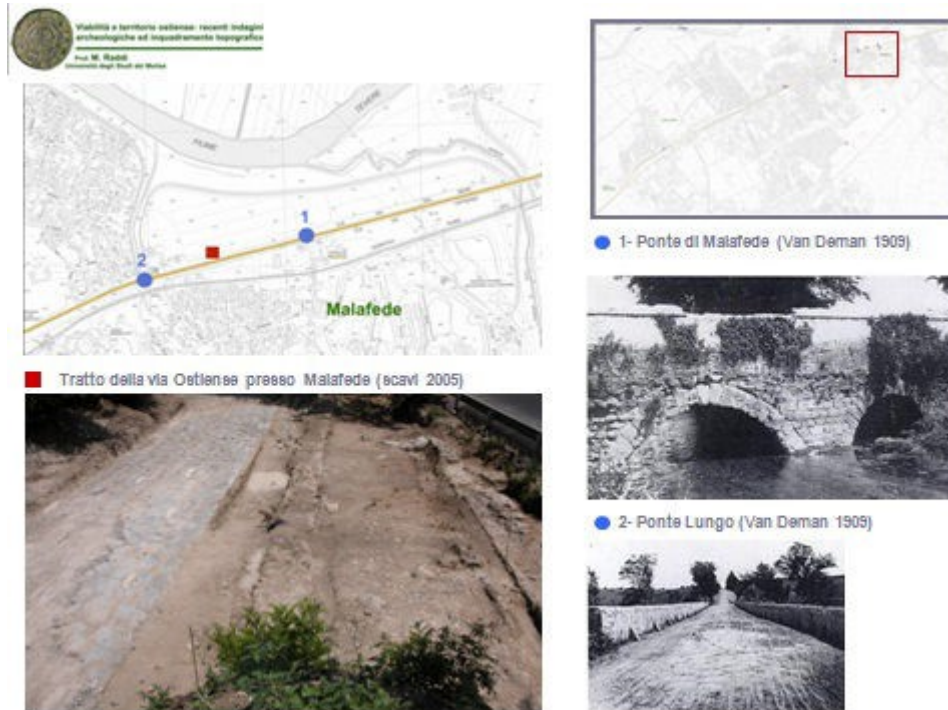 Viabilità e territorio ostiense: recenti indagini
archeologiche ed inquadramento topografico
Prof. M. Raddi
Università degli Studi del Molise
FIUME
TEVERE
1
2
Malafede
Tratto della via Ostiense presso Malafede (scavi 2005)
1- Ponte di Malafede (Van Deman 1909)
2- Ponte Lungo (Van Deman 1909)